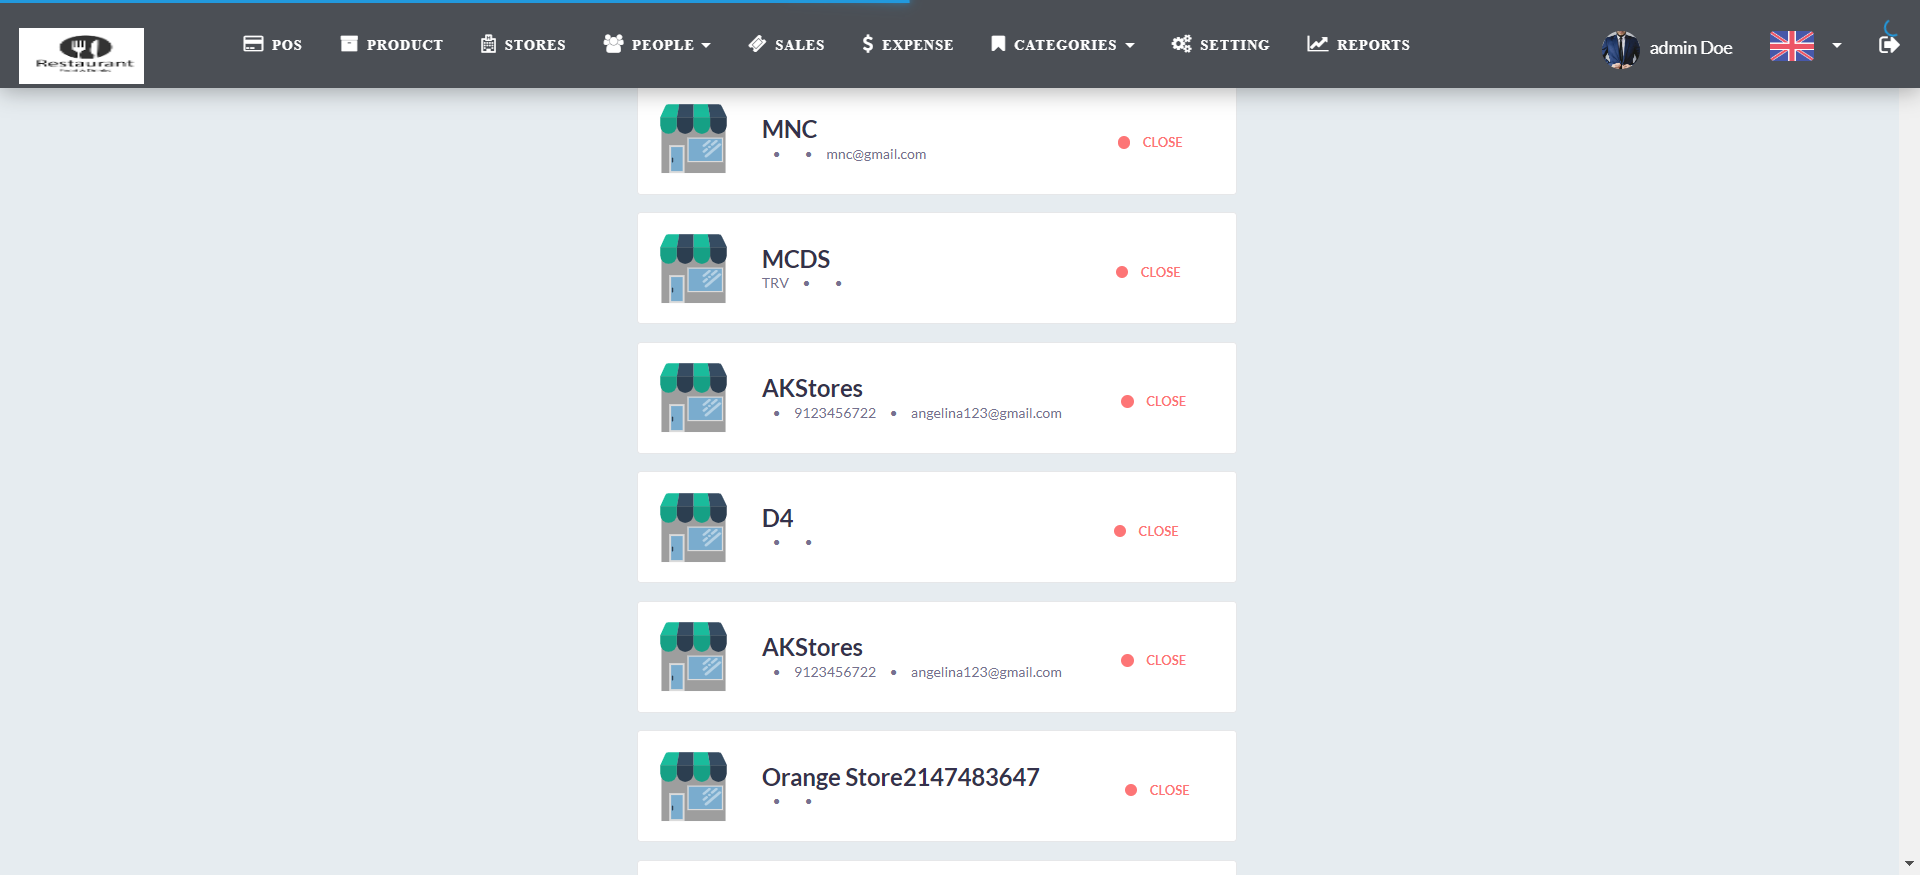 Restaurant
POS
PRODUCT
STORES
PEOPLE
SALES
EXPENSE
CATEGORIES
SETTING
REPORTS
admin Doe
MNC
• • mnc@gmail.com
CLOSE
MCDS
TRV • •
CLOSE
AKStores
• 9123456722 • angelina123@gmail.com
CLOSE
D4
• •
CLOSE
AKStores
• 9123456722 • angelina123@gmail.com
CLOSE
Orange Store2147483647
• •
CLOSE